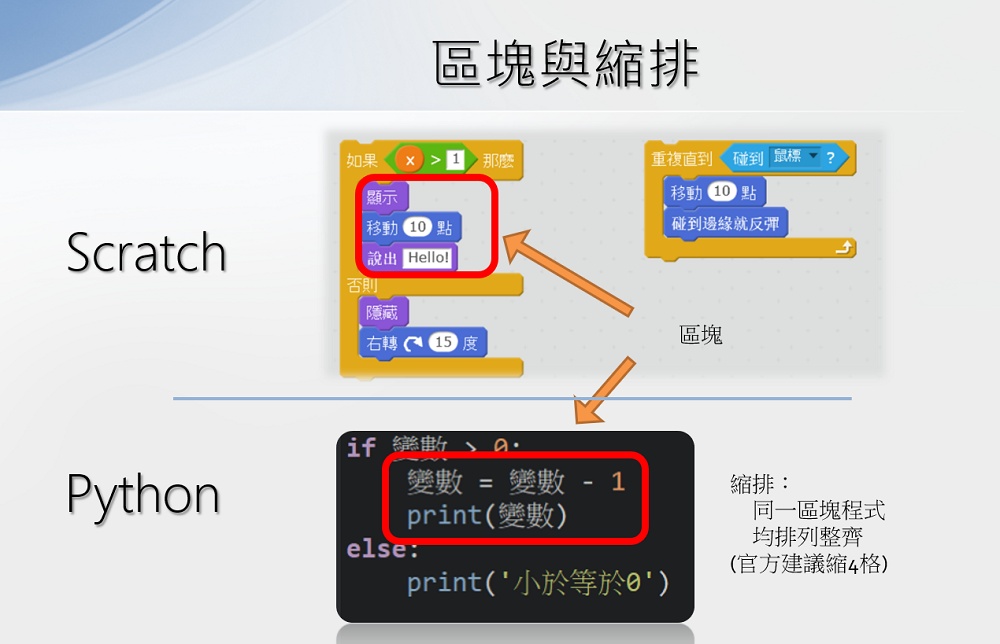 區塊與縮排
Scratch
如果 x > 1 那麼
顯示
移動 10 點
說出 Hello!
否則
隱藏
右轉 15 度
重複直到 碰到 鼠標 ?
移動 10 點
碰到邊緣就反彈
區塊
Python
if 變數 > 0:
變數 = 變數 - 1
print(變數)
else:
print('小於等於0')
縮排：
同一區塊程式
均排列整齊
(官方建議縮4格)